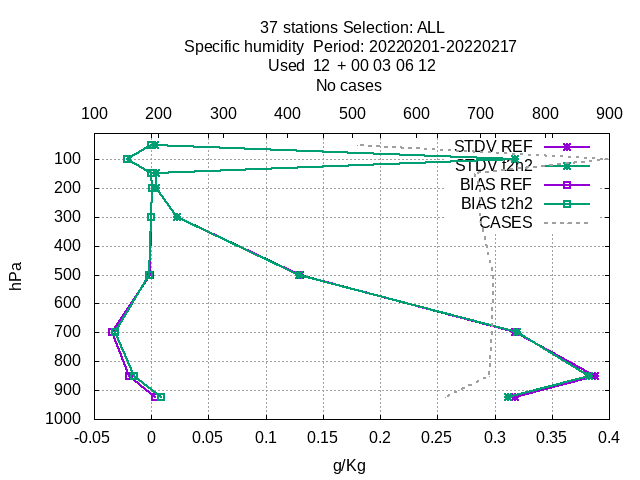 37 stations Selection: ALL
Specific humidity  Period: 20220201-20220217
Used  12  + 00 03 06 12
No cases
100 200 300 400 500 600 700 800 900
STDV REF
STDV t2h2
BIAS REF
BIAS t2h2
CASES
hPa
100
200
300
400
500
600
700
800
900
1000
-0.05 0 0.05 0.1 0.15 0.2 0.25 0.3 0.35 0.4
g/Kg